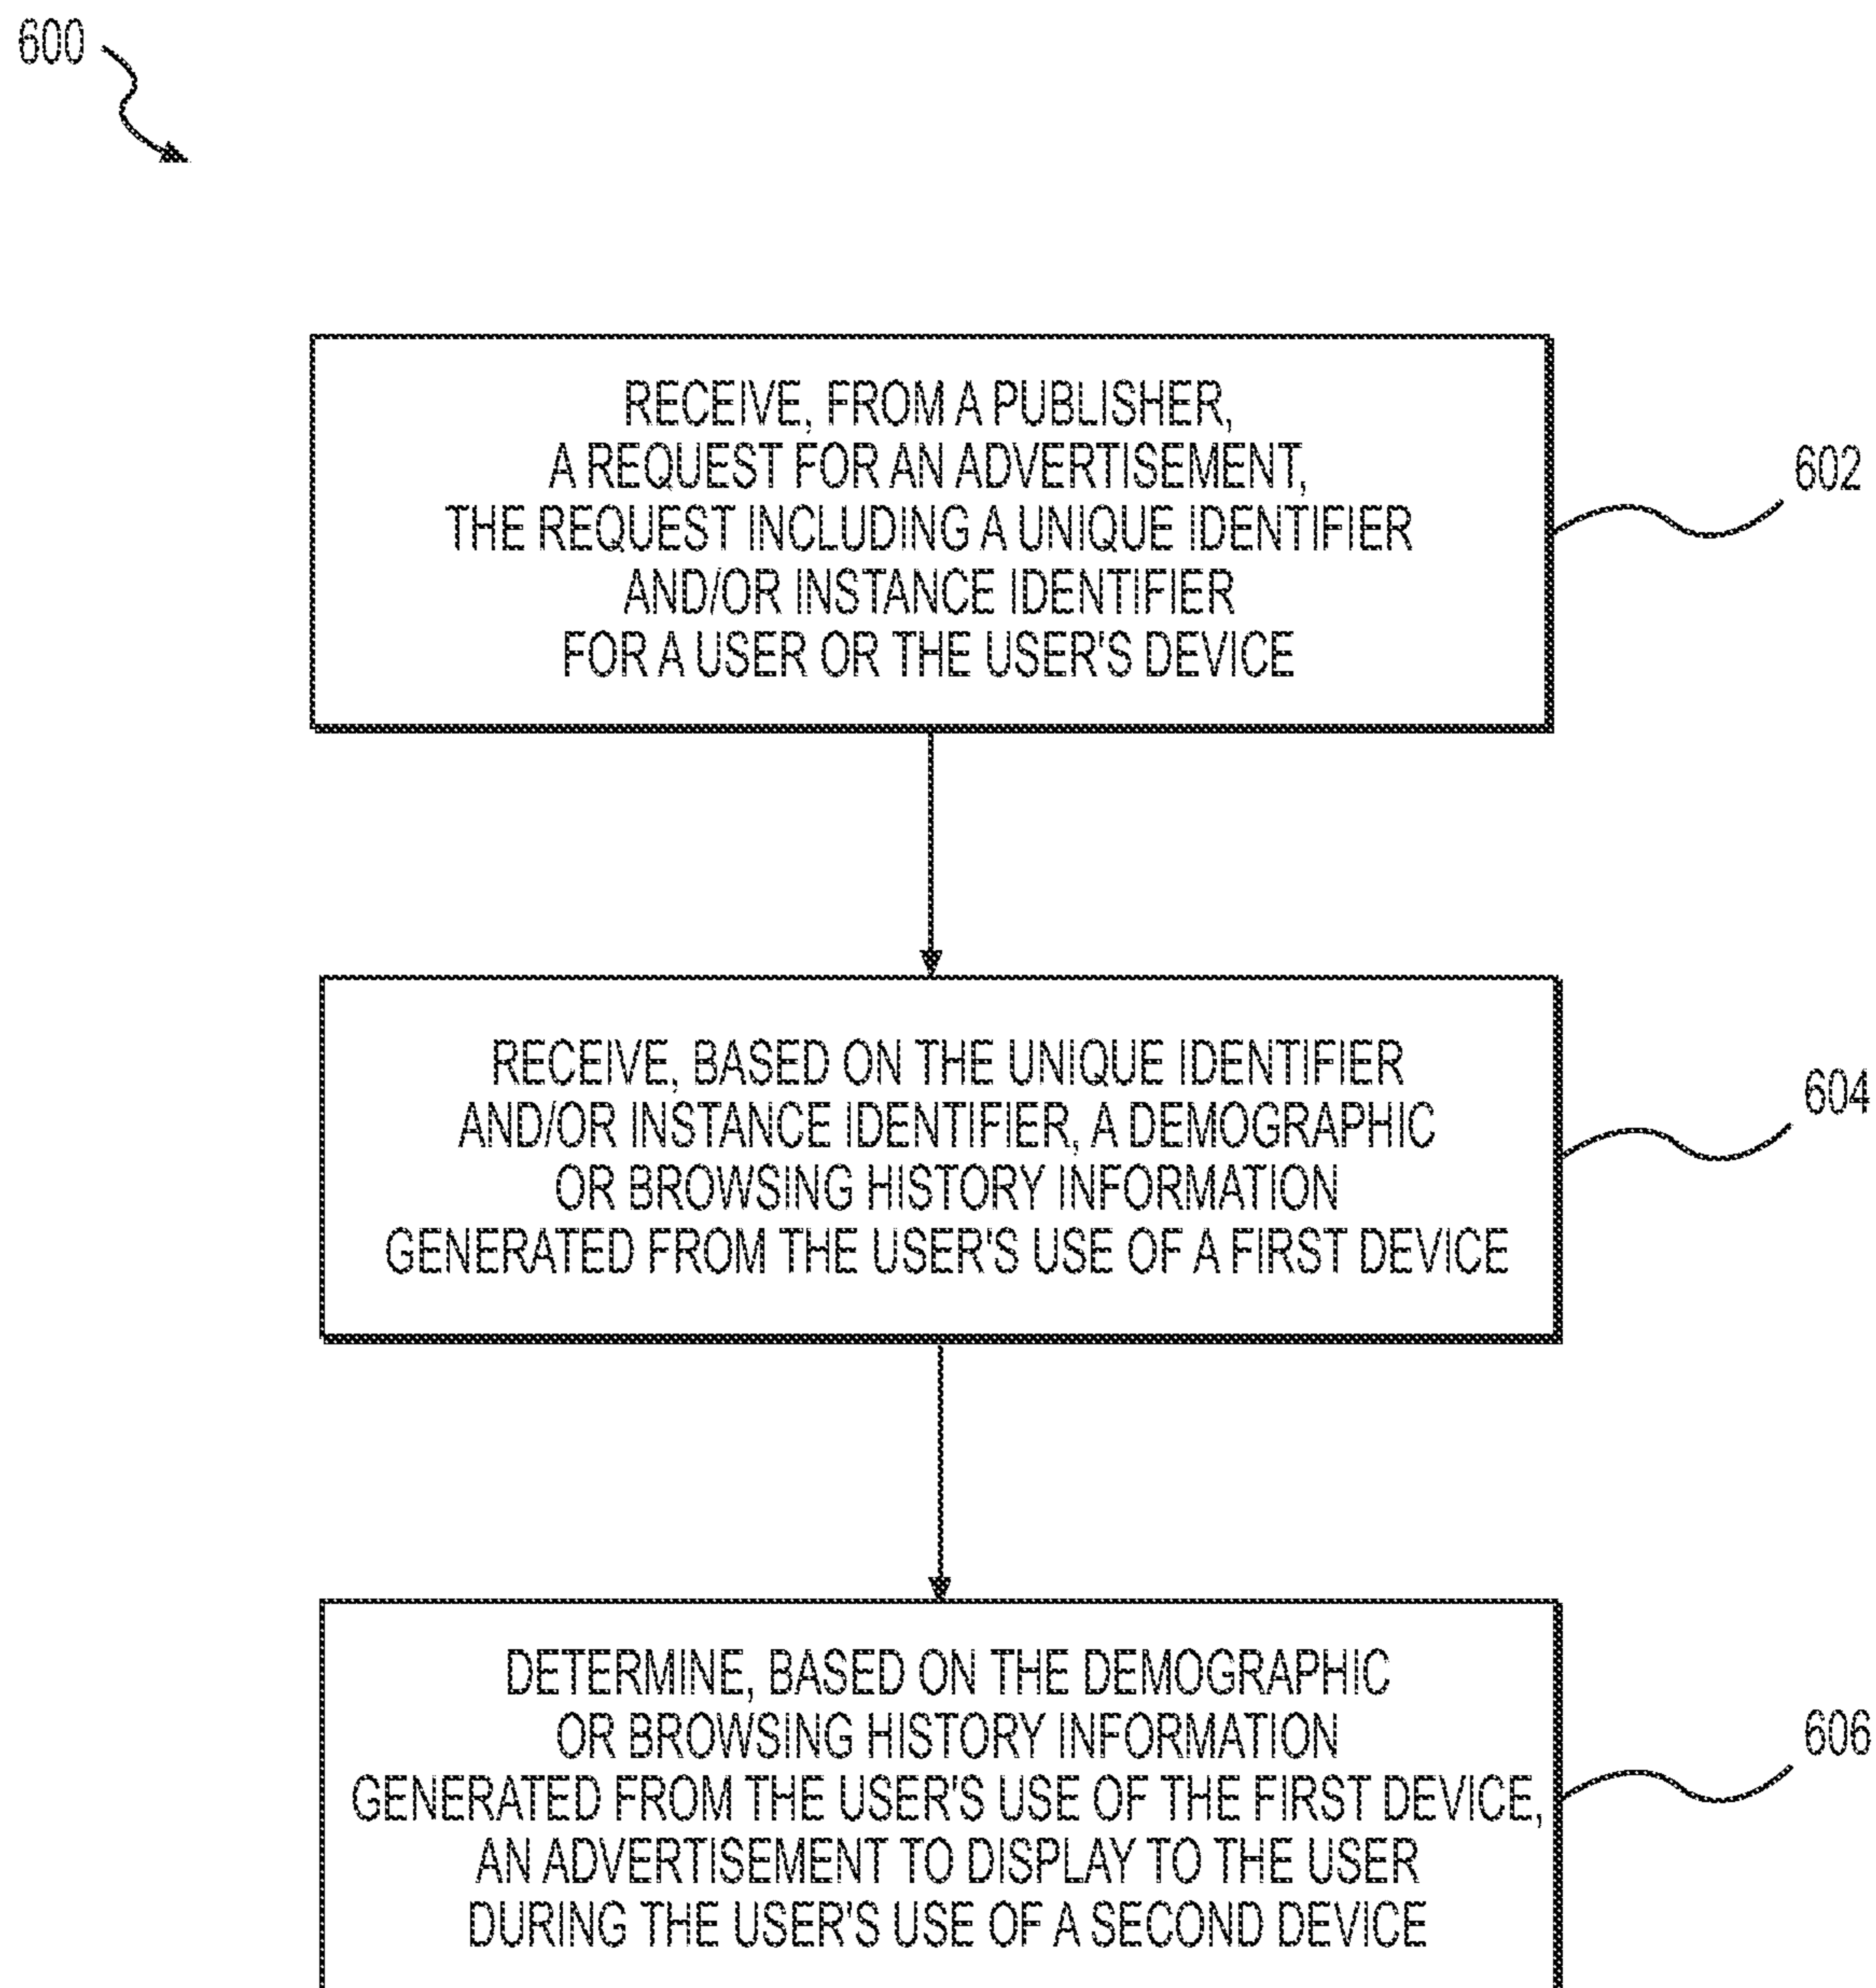 600
RECEIVE, FROM A PUBLISHER,
A REQUEST FOR AN ADVERTISEMENT,
THE REQUEST INCLUDING A UNIQUE IDENTIFIER
AND/OR INSTANCE IDENTIFIER
FOR A USER OR THE USER'S DEVICE
602
RECEIVE, BASED ON THE UNIQUE IDENTIFIER
AND/OR INSTANCE IDENTIFIER, A DEMOGRAPHIC
OR BROWSING HISTORY INFORMATION
GENERATED FROM THE USER'S USE OF A FIRST DEVICE
604
DETERMINE, BASED ON THE DEMOGRAPHIC
OR BROWSING HISTORY INFORMATION
GENERATED FROM THE USER'S USE OF THE FIRST DEVICE,
AN ADVERTISEMENT TO DISPLAY TO THE USER
DURING THE USER'S USE OF A SECOND DEVICE
606